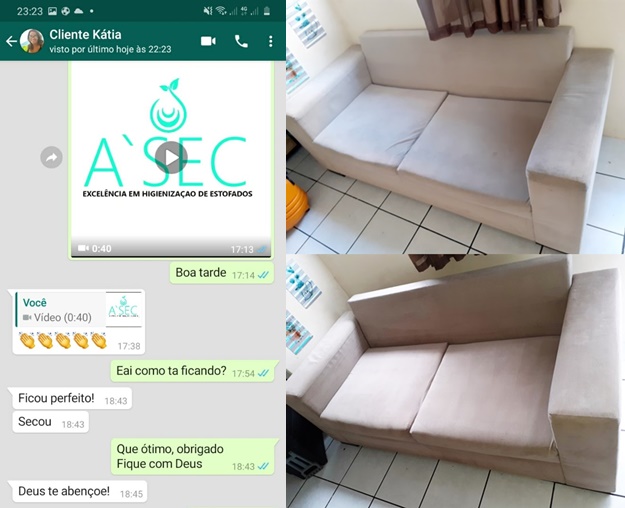 23:23
Cliente Kátia
visto por último hoje às 22:23
A`SEC
EXCELÊNCIA EM HIGIENIZAÇAO DE ESTOFADOS
0:40
17:13
Boa tarde 17:14
Você
Vídeo (0:40)
👏👏👏👏👏
17:38
Eai como ta ficando? 17:54
Ficou perfeito! 18:43
Secou 18:43
Que ótimo, obrigado
Fique com Deus 18:43
Deus te abençoe! 18:45